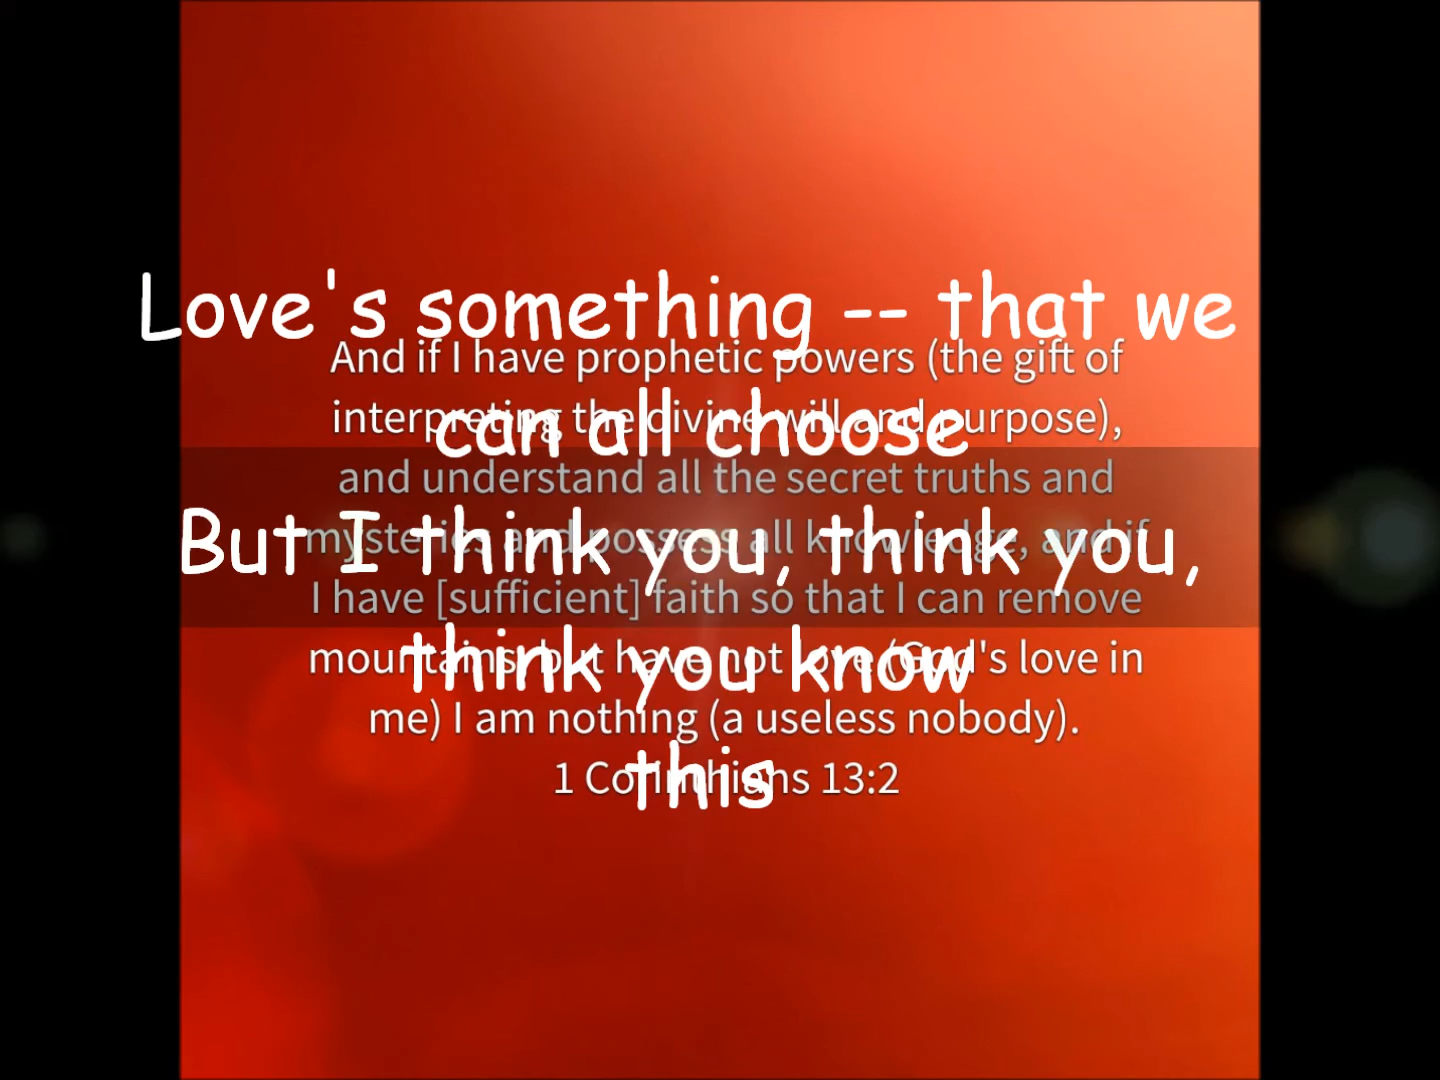 Love's something -- that we
can all choose
But I think you, think you,
think you know
this
And if I have prophetic powers (the gift of
interpreting the divine will and purpose),
and understand all the secret truths and
mysteries and possess all knowledge, and if
I have [sufficient] faith so that I can remove
mountains, but have not love (God's love in
me) I am nothing (a useless nobody).
1 Corinthians 13:2